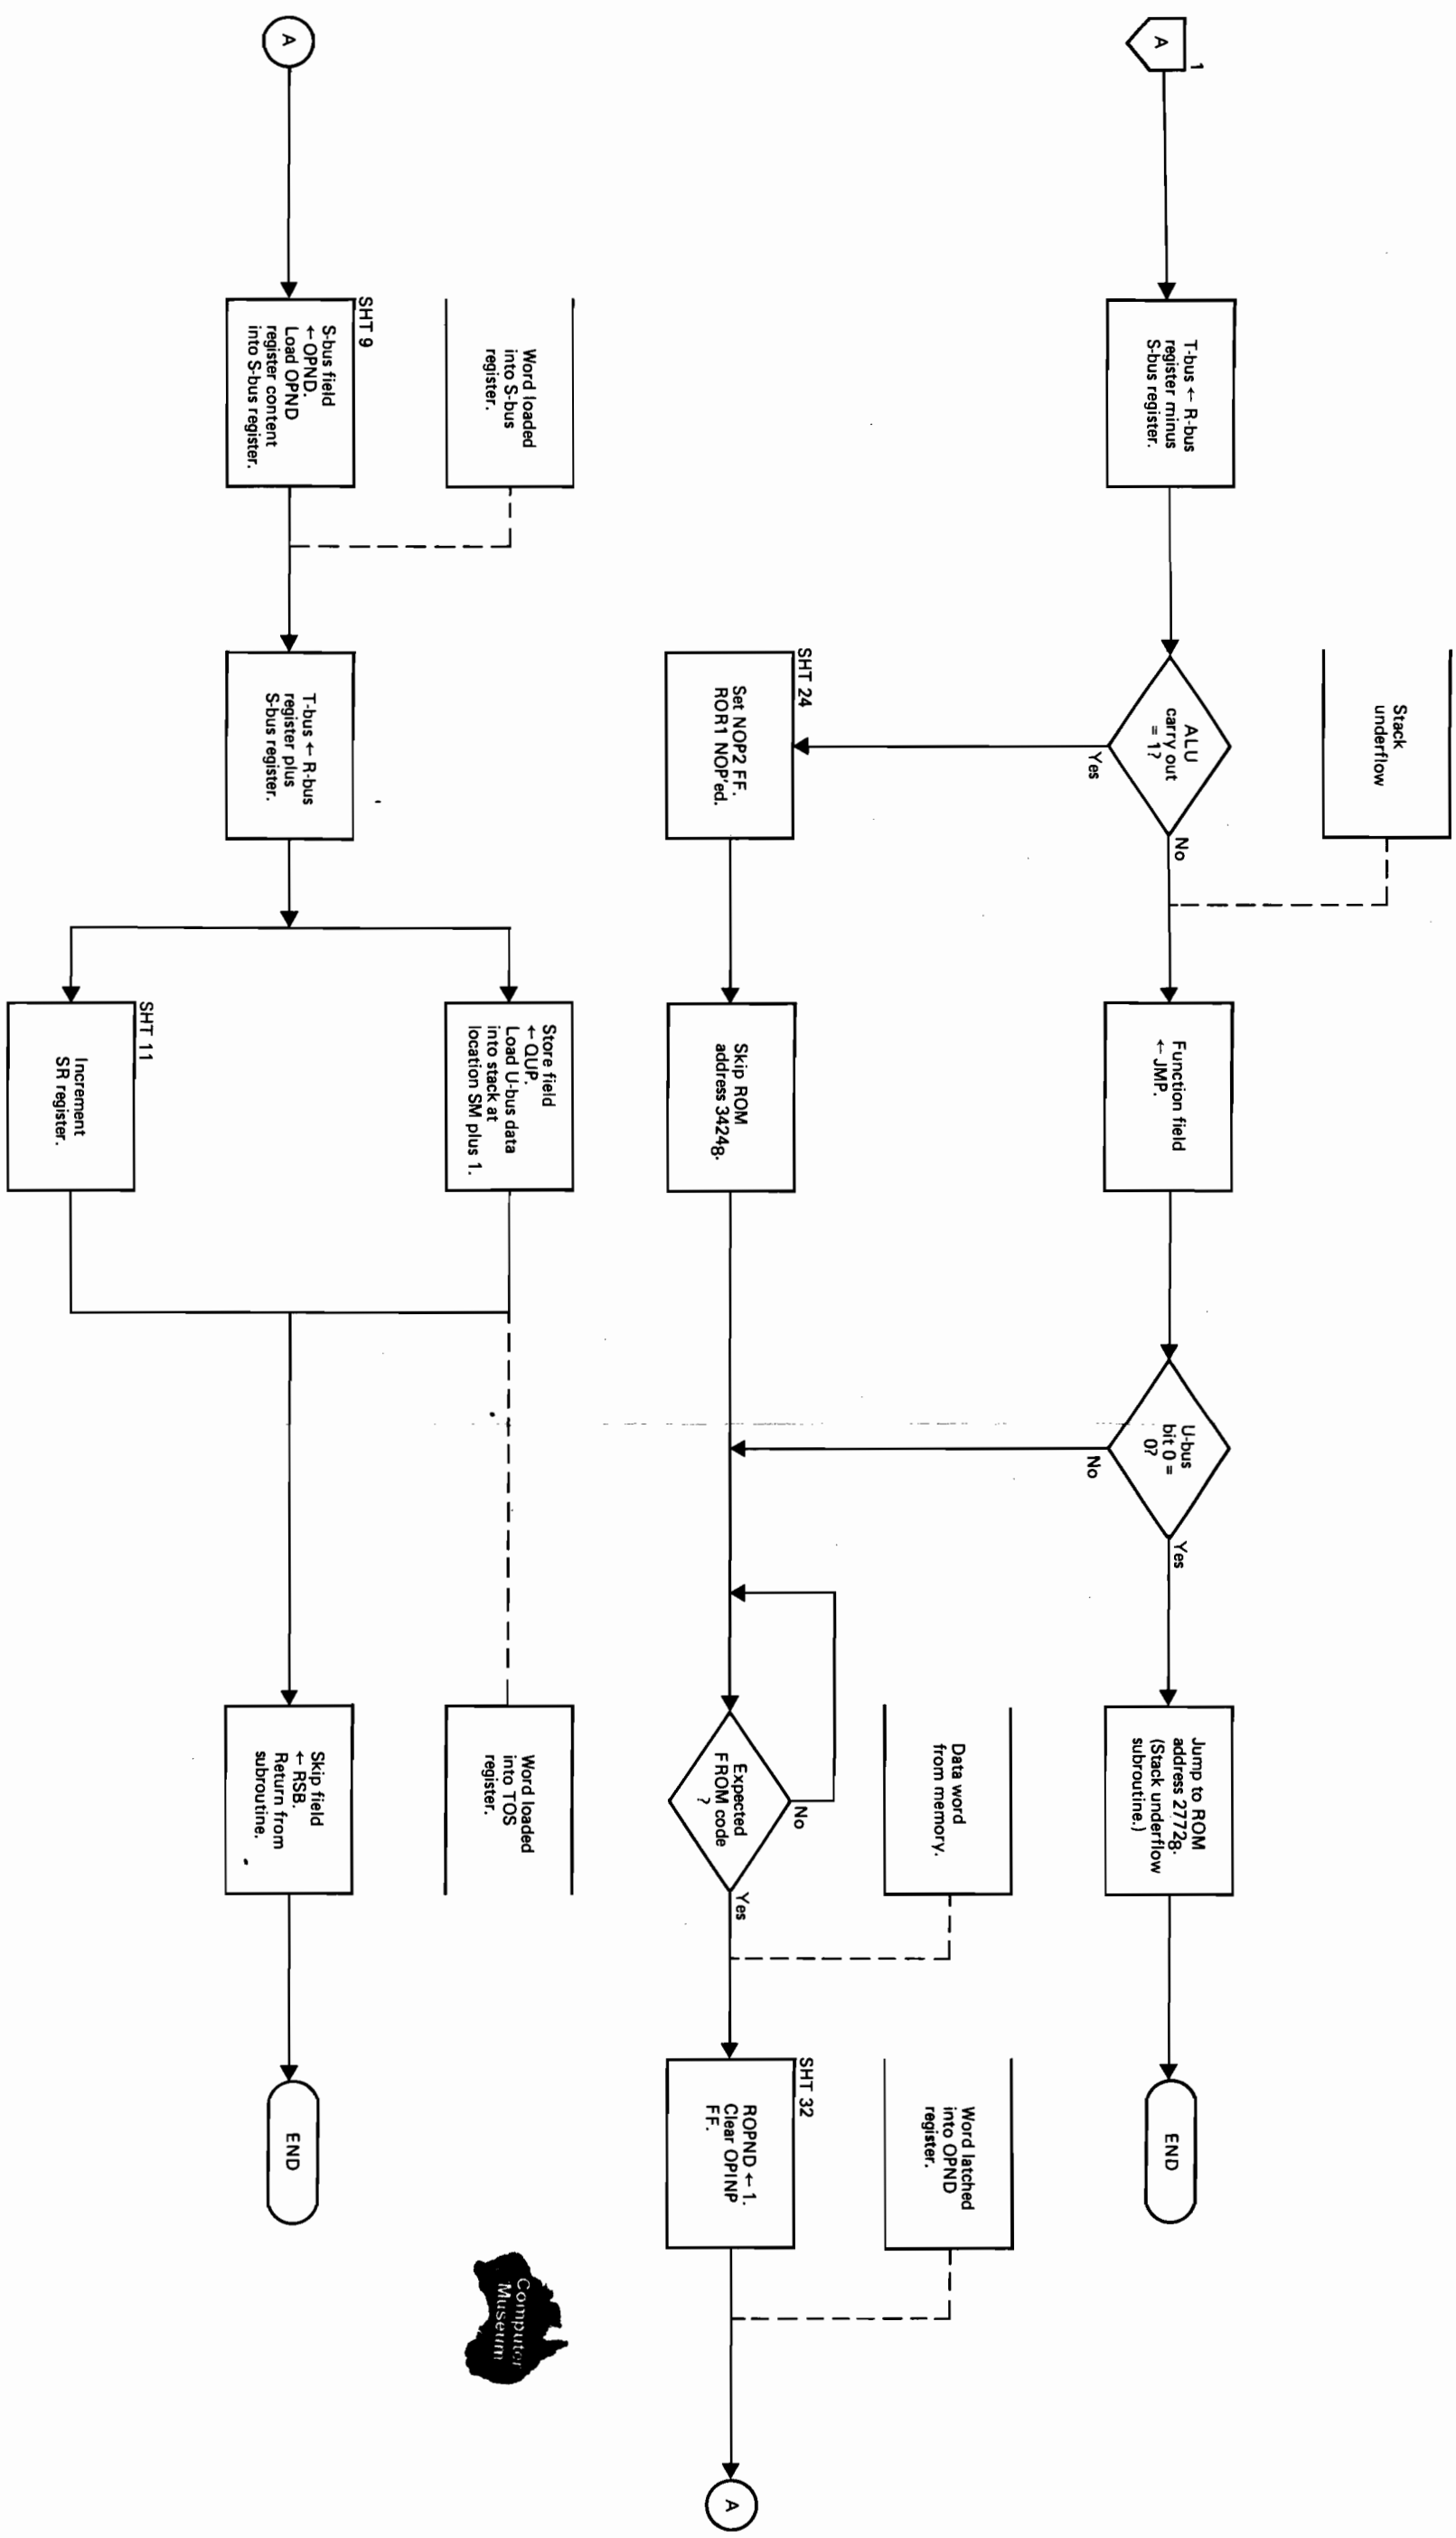 Stack
underflow
1
A
T-bus ← R-bus
register minus
S-bus register.
ALU
carry out
= 1?
No
Yes
Function field
← JMP.
U-bus
bit 0 =
0?
Yes
No
Jump to ROM
address 2772₈.
(Stack underflow
subroutine.)
END
SHT 24
Set NOP2 FF.
ROR1 NOP'ed.
Skip ROM
address 3424₈.
Data word
from memory.
Expected
FROM code
?
No
Yes
Word latched
into OPND
register.
SHT 32
ROPND ← 1.
Clear OPINP
FF.
A
Word loaded
into S-bus
register.
A
SHT 9
S-bus field
← OPND.
Load OPND
register content
into S-bus register.
T-bus ← R-bus
register plus
S-bus register.
Store field
← QUP.
Load U-bus data
into stack at
location SM plus 1.
SHT 11
Increment
SR register.
Word loaded
into TOS
register.
Skip field
← RSB.
Return from
subroutine.
END
Computer
Museum